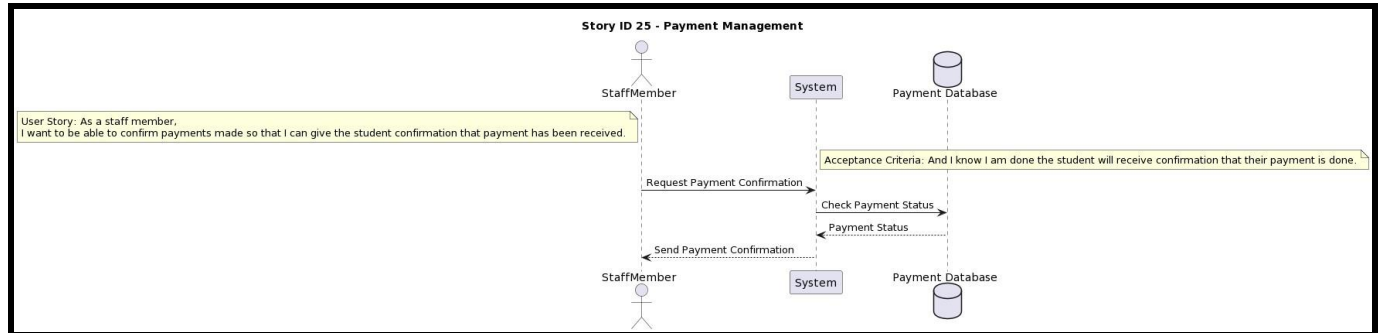 Story ID 25 - Payment Management
StaffMember
System
Payment Database
User Story: As a staff member,
I want to be able to confirm payments made so that I can give the student confirmation that payment has been received.
Acceptance Criteria: And I know I am done the student will receive confirmation that their payment is done.
Request Payment Confirmation
Check Payment Status
Payment Status
Send Payment Confirmation
StaffMember
System
Payment Database